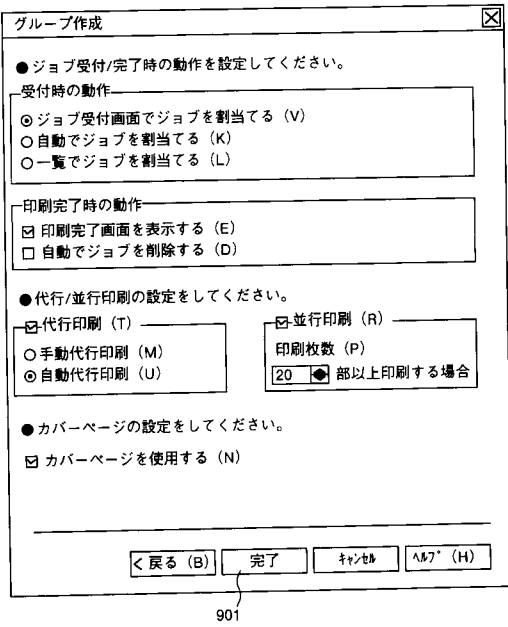 グループ作成
●ジョブ受付/完了時の動作を設定してください。
受付時の動作
ジョブ受付画面でジョブを割当てる (V)
自動でジョブを割当てる (K)
一覧でジョブを割当てる (L)
印刷完了時の動作
印刷完了画面を表示する (E)
自動でジョブを削除する (D)
●代行/並行印刷の設定をしてください。
代行印刷 (T)
手動代行印刷 (M)
自動代行印刷 (U)
並行印刷 (R)
印刷枚数 (P)
20 部以上印刷する場合
●カバーページの設定をしてください。
カバーページを使用する (N)
<戻る (B) 完了 ｷｬﾝｾﾙ ﾍﾙﾌﾟ (H)
901